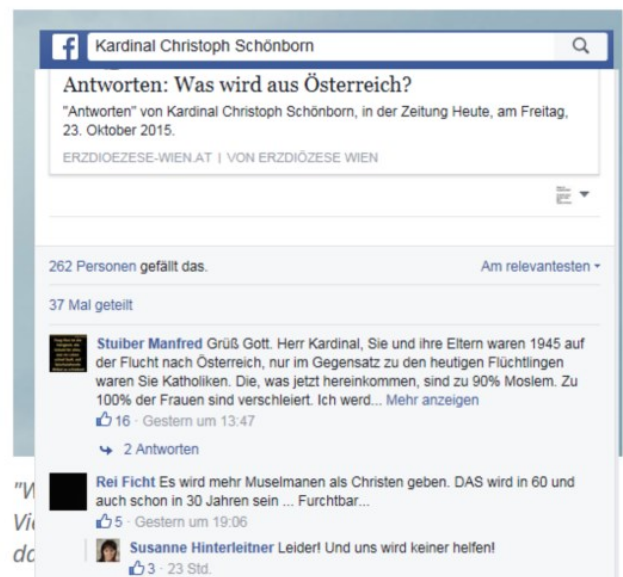 f Kardinal Christoph Schönborn
Antworten: Was wird aus Österreich?
"Antworten" von Kardinal Christoph Schönborn, in der Zeitung Heute, am Freitag,
23. Oktober 2015.
ERZDIOEZESE-WIEN.AT | VON ERZDIÖZESE WIEN
262 Personen gefällt das. Am relevantesten
37 Mal geteilt
Stuiber Manfred Grüß Gott. Herr Kardinal, Sie und ihre Eltern waren 1945 auf
der Flucht nach Österreich, nur im Gegensatz zu den heutigen Flüchtlingen
waren Sie Katholiken. Die, was jetzt hereinkommen, sind zu 90% Moslem. Zu
100% der Frauen sind verschleiert. Ich werd... Mehr anzeigen
16 · Gestern um 13:47
2 Antworten
Rei Ficht Es wird mehr Muselmanen als Christen geben. DAS wird in 60 und
auch schon in 30 Jahren sein ... Furchtbar...
5 · Gestern um 19:06
Susanne Hinterleitner Leider! Und uns wird keiner helfen!
3 · 23 Std.